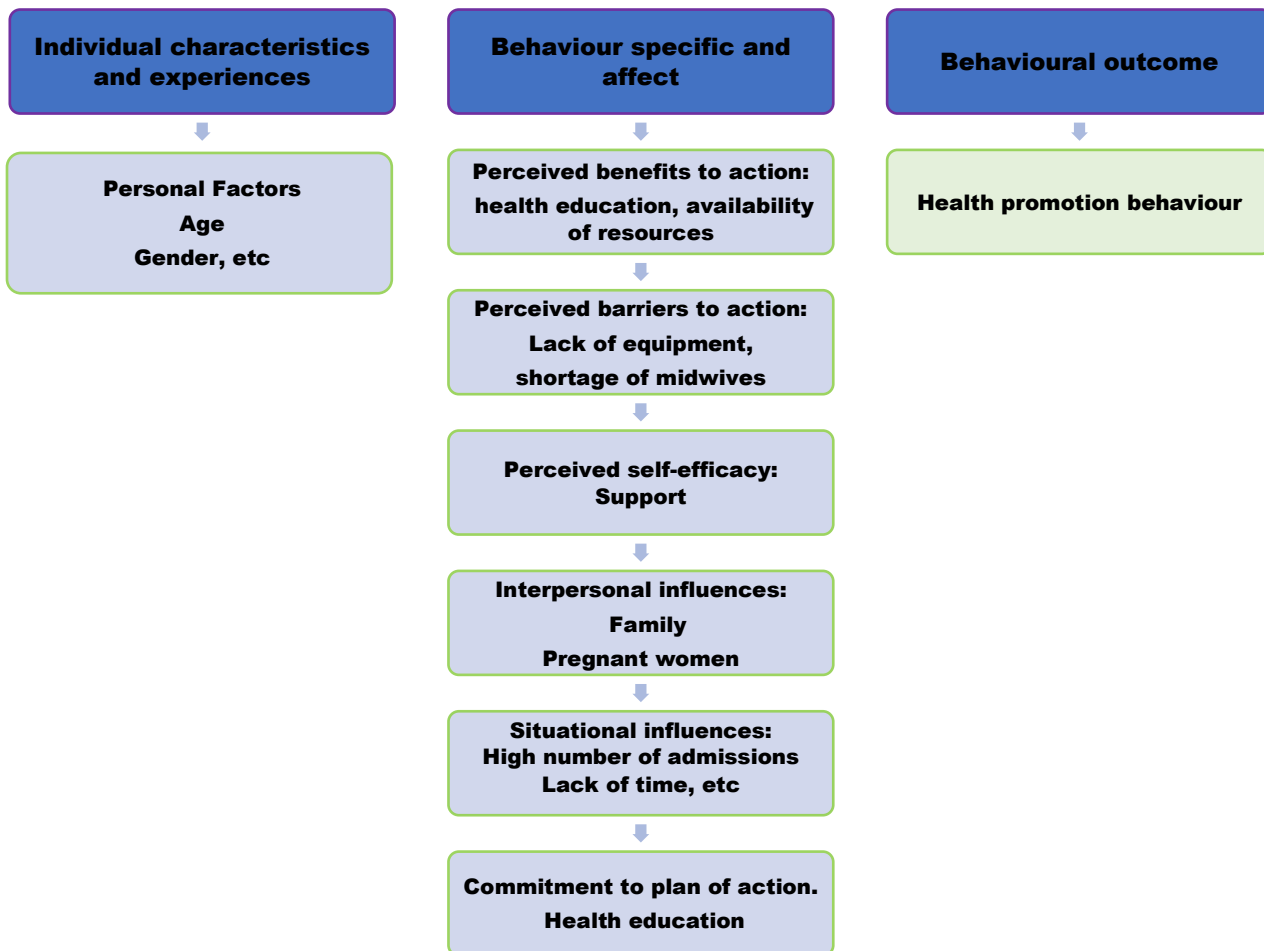 Individual characteristics
and experiences
Personal Factors
Age
Gender, etc
Behaviour specific and
affect
Perceived benefits to action:
health education, availability
of resources
Perceived barriers to action:
Lack of equipment,
shortage of midwives
Perceived self-efficacy:
Support
Interpersonal influences:
Family
Pregnant women
Situational influences:
High number of admissions
Lack of time, etc
Commitment to plan of action.
Health education
Behavioural outcome
Health promotion behaviour